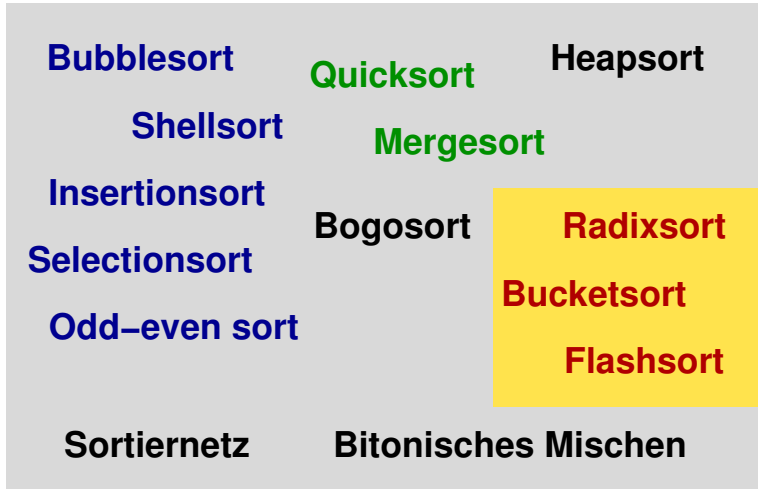 Bubblesort
Quicksort
Heapsort
Shellsort
Mergesort
Insertionsort
Bogosort
Radixsort
Selectionsort
Bucketsort
Odd–even sort
Flashsort
Sortiernetz
Bitonisches Mischen